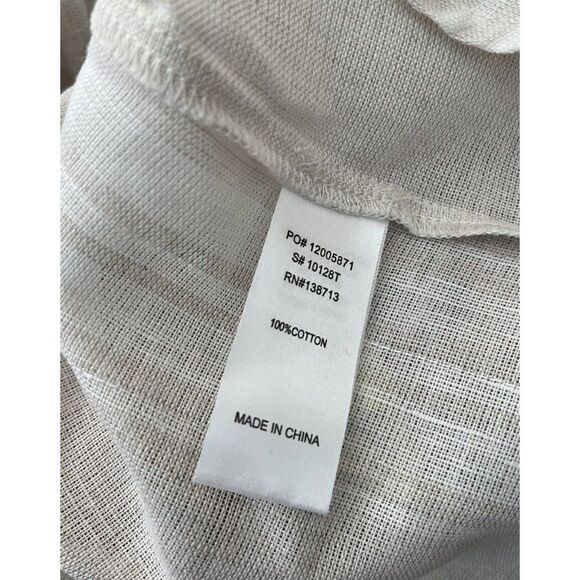 PO# 12005871
S# 10128T
RN#138713
100%COTTON
MADE IN CHINA